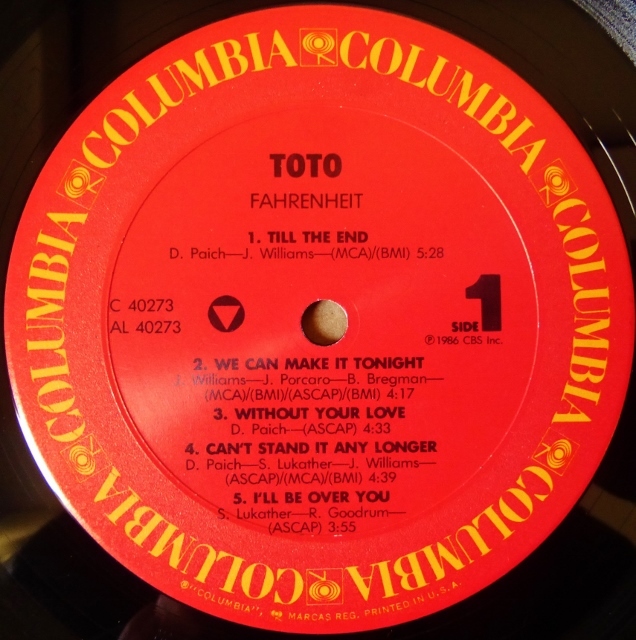 COLUMBIA COLUMBIA COLUMBIA COLUMBIA COLUMBIA COLUMBIA
TOTO
FAHRENHEIT
1. TILL THE END
D. Paich—J. Williams—(MCA)/(BMI) 5:28
C 40273
AL 40273
SIDE 1
℗1986 CBS Inc.
2. WE CAN MAKE IT TONIGHT
Williams—J. Porcaro—B. Bregman—
(MCA)/(BMI)/(ASCAP)/(BMI) 4:17
3. WITHOUT YOUR LOVE
D. Paich—(ASCAP) 4:33
4. CAN'T STAND IT ANY LONGER
D. Paich—S. Lukather—J. Williams—
(ASCAP)/(MCA)/(BMI) 4:39
5. I'LL BE OVER YOU
S. Lukather—R. Goodrum—
(ASCAP) 3:55
®"COLUMBIA", MARCAS REG. PRINTED IN U.S.A.